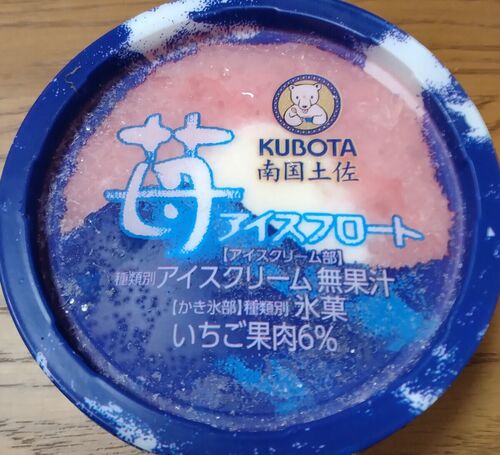 KUBOTA
南国土佐
苺アイスフロート
【アイスクリーム部】
種類別アイスクリーム 無果汁
【かき氷部】種類別 氷菓
いちご果肉6%